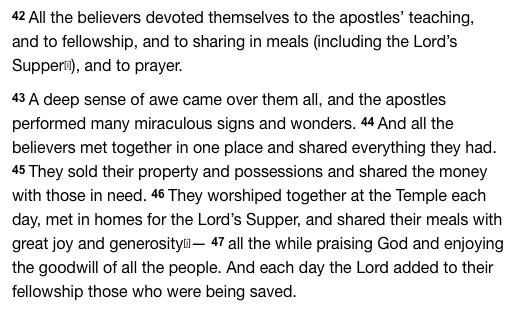 42 All the believers devoted themselves to the apostles’ teaching,
and to fellowship, and to sharing in meals (including the Lord’s
Supper[]), and to prayer.
43 A deep sense of awe came over them all, and the apostles
performed many miraculous signs and wonders. 44 And all the
believers met together in one place and shared everything they had.
45 They sold their property and possessions and shared the money
with those in need. 46 They worshiped together at the Temple each
day, met in homes for the Lord’s Supper, and shared their meals with
great joy and generosity[]— 47 all the while praising God and enjoying
the goodwill of all the people. And each day the Lord added to their
fellowship those who were being saved.